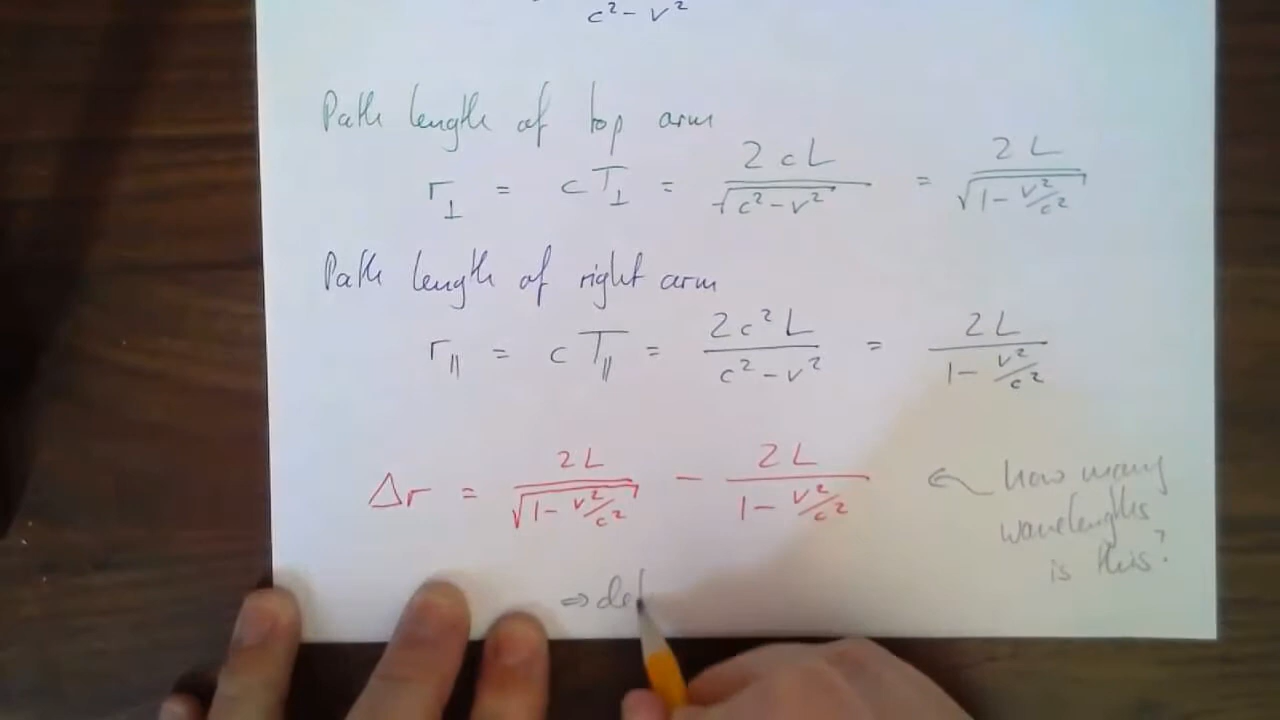 c² - v²
Path length of top arm
r⊥ = cT⊥ = 2cL / √(c² - v²) = 2L / √(1 - v²/c²)
Path length of right arm
r∥ = cT∥ = 2c²L / (c² - v²) = 2L / (1 - v²/c²)
Δr = 2L / √(1 - v²/c²) - 2L / (1 - v²/c²)
how many
wavelengths
is this?
⇒ de